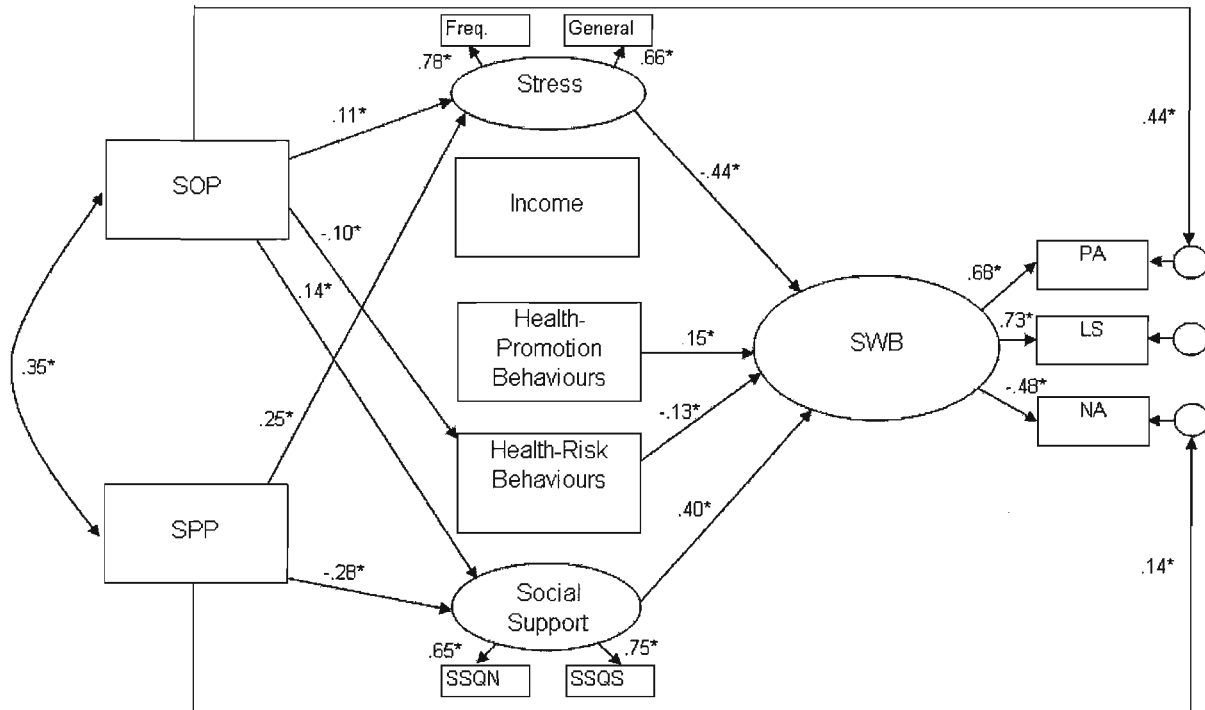 Freq.
General
.78*
.66*
Stress
.11*
.44*
SOP
-.44*
Income
-.10*
.14*
PA
.68*
Health-
Promotion
Behaviours
.15*
SWB
.73*
LS
.35*
-.48*
NA
.25*
-.13*
Health-Risk
Behaviours
SPP
.40*
-.28*
.14*
Social
Support
.65*
.75*
SSQN
SSQS